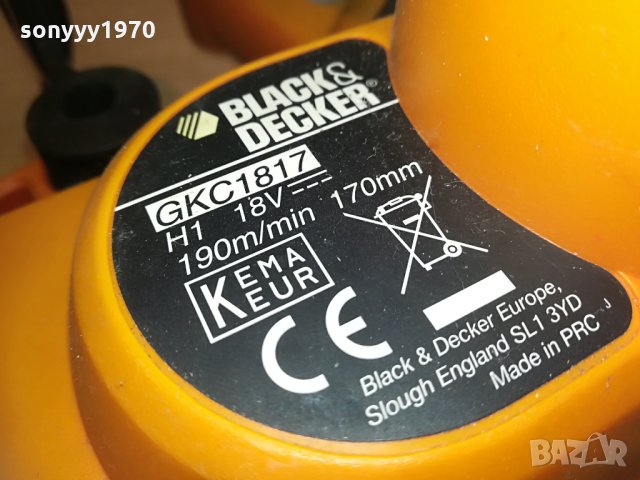 sonyyy1970
BLACK&
DECKER®
GKC1817
H1 18V
190m/min 170mm
KEMA
EUR
CE
Black & Decker Europe,
Slough England SL1 3YD
Made in PRC J
BAZAR